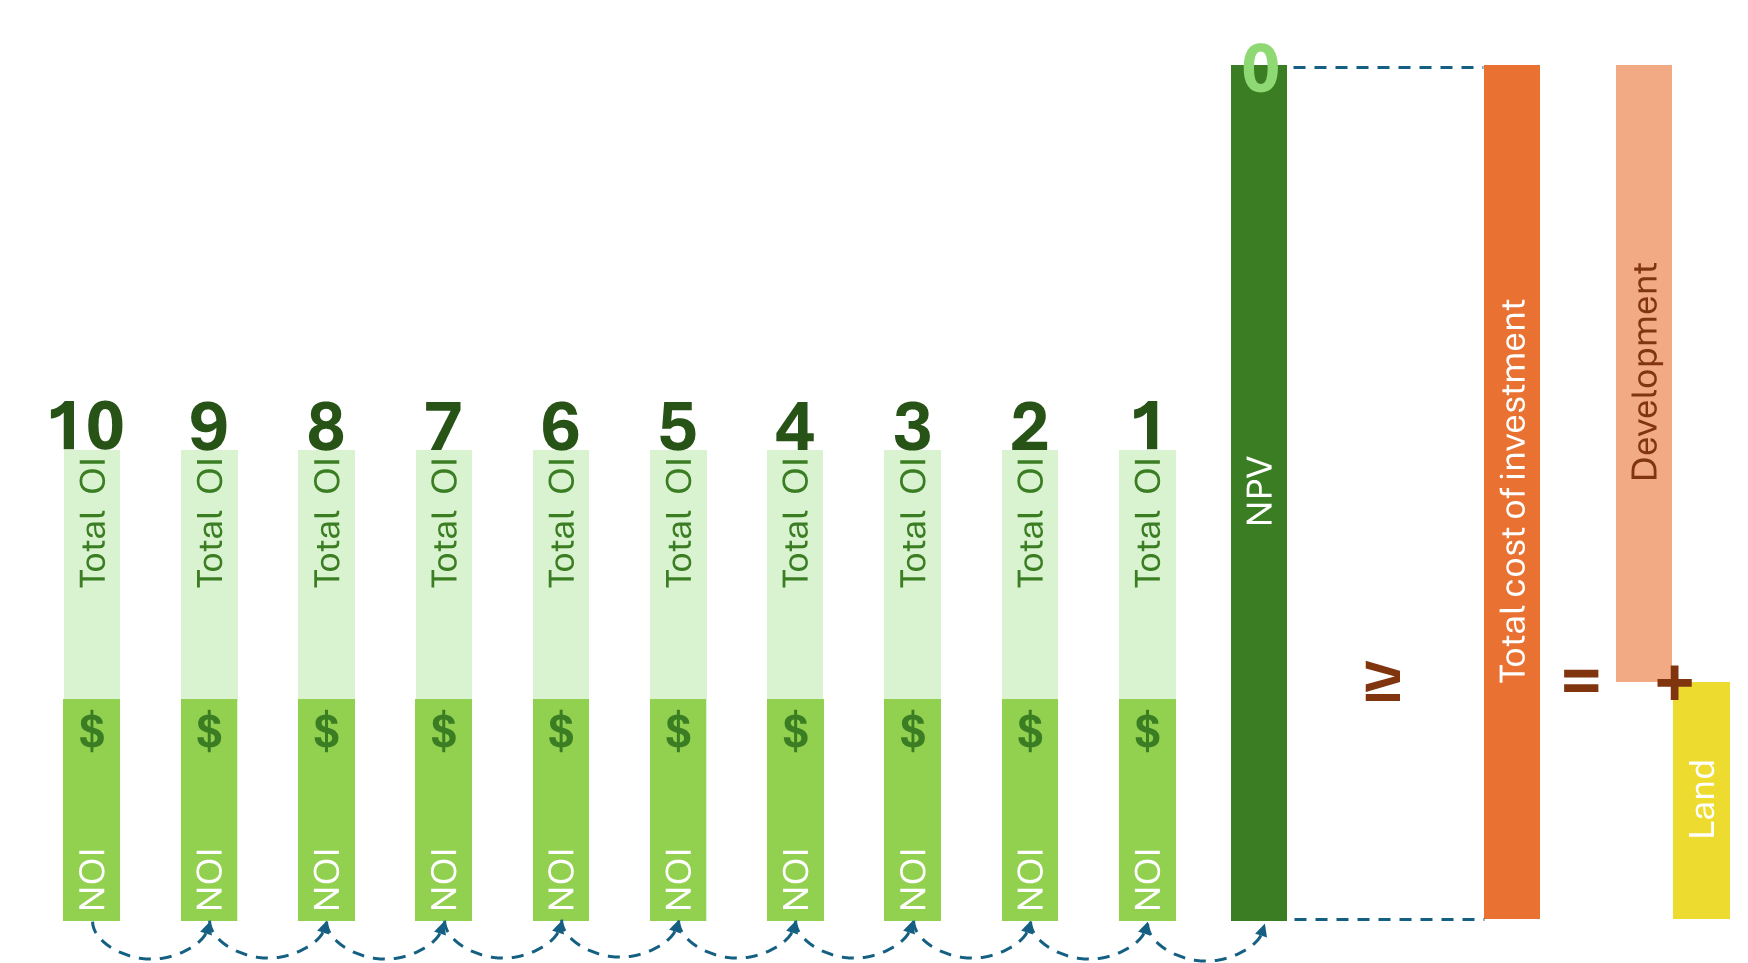 0
10 9 8 7 6 5 4 3 2 1
Total OI Total OI Total OI Total OI Total OI Total OI Total OI Total OI Total OI Total OI
$ $ $ $ $ $ $ $ $ $
NOI NOI NOI NOI NOI NOI NOI NOI NOI NOI
NPV
≥
Total cost of investment
=
Development
+
Land